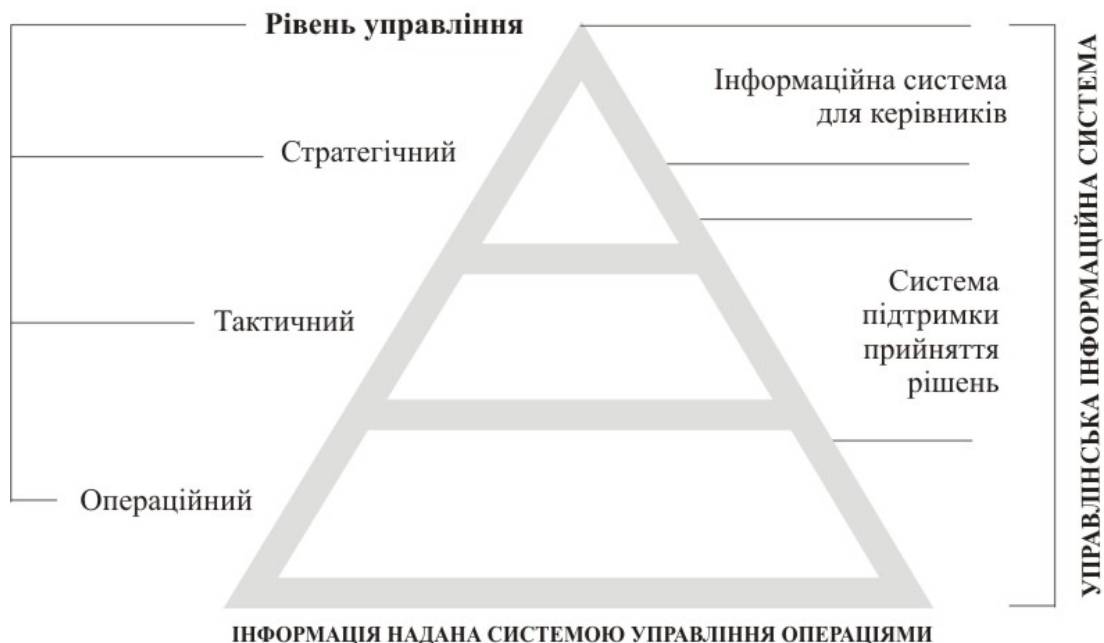 Рівень управління
Інформаційна система
для керівників
Стратегічний
Тактичний
Система
підтримки
прийняття
рішень
Операційний
УПРАВЛІНСЬКА ІНФОРМАЦІЙНА СИСТЕМА
ІНФОРМАЦІЯ НАДАНА СИСТЕМОЮ УПРАВЛІННЯ ОПЕРАЦІЯМИ